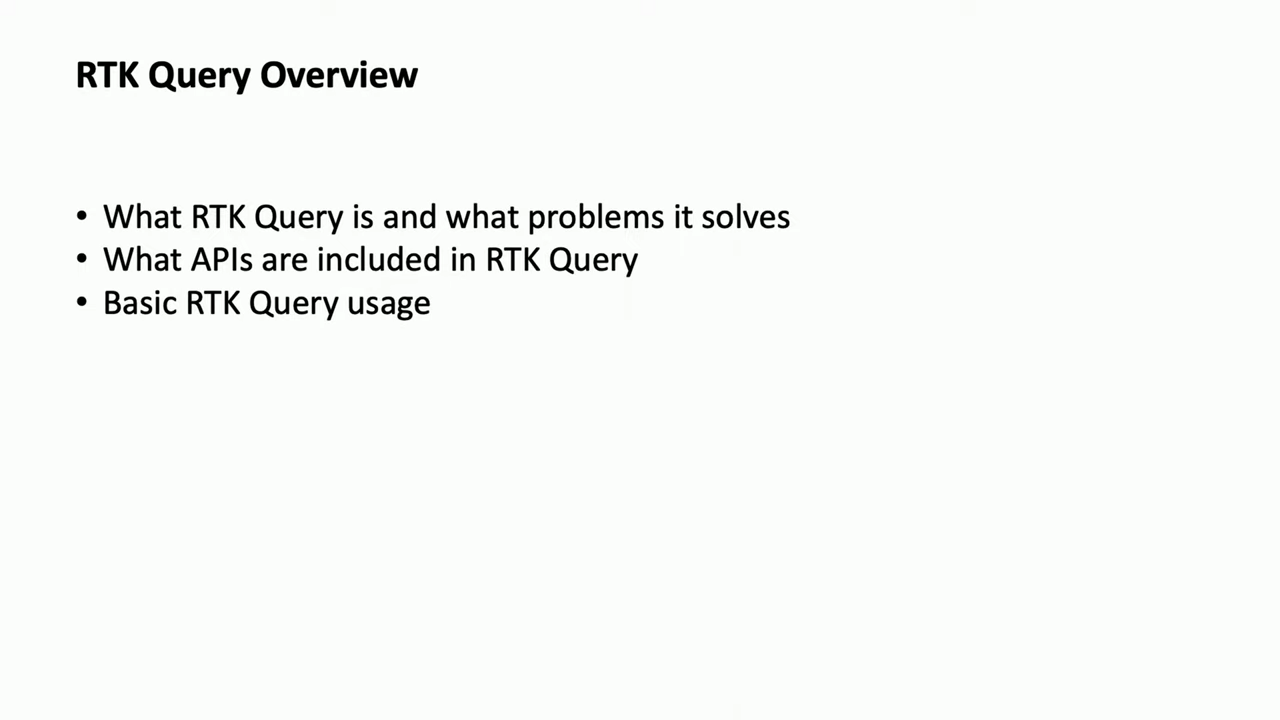 RTK Query Overview
• What RTK Query is and what problems it solves
• What APIs are included in RTK Query
• Basic RTK Query usage